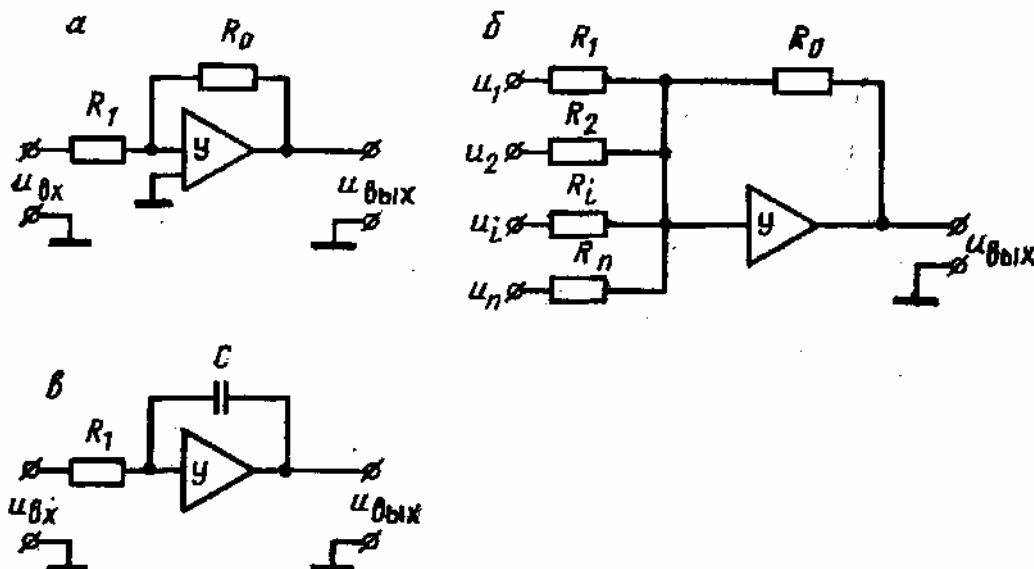 а
R₀
R₁
У
uвх
uвых
б
R₁
R₀
u₁
R₂
u₂
Rᵢ
uᵢ
У
Rₙ
uₙ
uвых
в
C
R₁
У
uвх
uвых